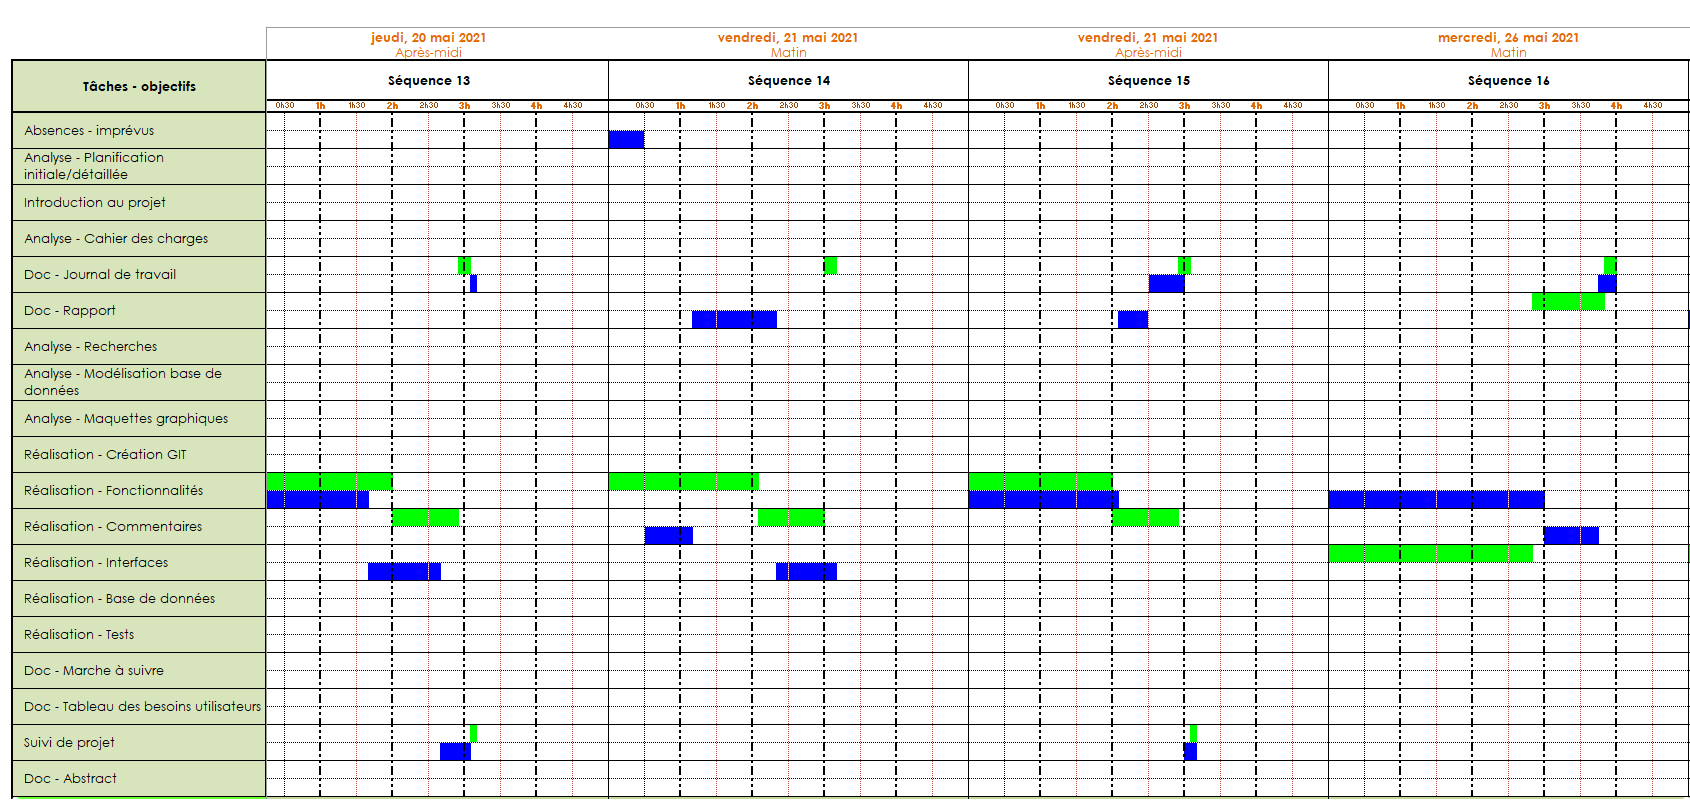 jeudi, 20 mai 2021 vendredi, 21 mai 2021 vendredi, 21 mai 2021 mercredi, 26 mai 2021
Après-midi Matin Après-midi Matin
Tâches - objectifs Séquence 13 Séquence 14 Séquence 15 Séquence 16
0h30 1h 1h30 2h 2h30 3h 3h30 4h 4h30 0h30 1h 1h30 2h 2h30 3h 3h30 4h 4h30 0h30 1h 1h30 2h 2h30 3h 3h30 4h 4h30 0h30 1h 1h30 2h 2h30 3h 3h30 4h 4h30
Absences - imprévus
Analyse - Planification
initiale/détaillée
Introduction au projet
Analyse - Cahier des charges
Doc - Journal de travail
Doc - Rapport
Analyse - Recherches
Analyse - Modélisation base de
données
Analyse - Maquettes graphiques
Réalisation - Création GIT
Réalisation - Fonctionnalités
Réalisation - Commentaires
Réalisation - Interfaces
Réalisation - Base de données
Réalisation - Tests
Doc - Marche à suivre
Doc - Tableau des besoins utilisateurs
Suivi de projet
Doc - Abstract